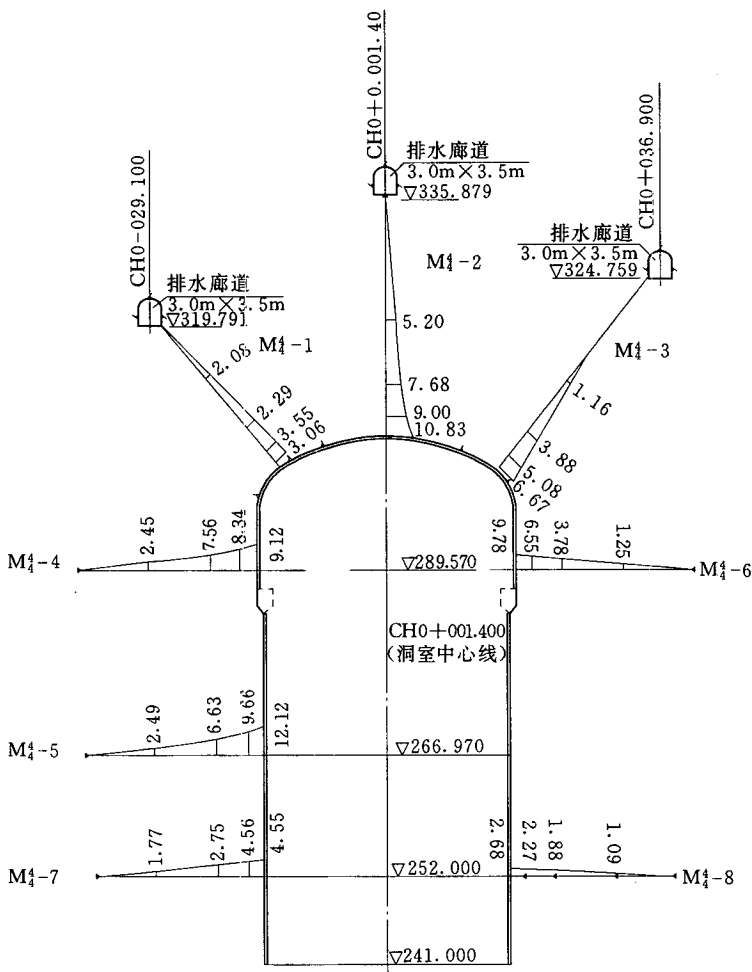 CH0+0.001.40
CH0+036.900
CH0-029.100
排水廊道
3.0m×3.5m
▽335.879
排水廊道
3.0m×3.5m
▽324.759
排水廊道
3.0m×3.5m
▽319.791
M⁴₄-2
M⁴₄-1
M⁴₄-3
5.20
7.68
9.00
10.83
2.08
2.29
3.55
3.06
1.16
3.88
5.08
6.67
M⁴₄-4
2.45
7.56
8.34
9.12
▽289.570
9.78
6.55
3.78
1.25
M⁴₄-6
CH0+001.400
(洞室中心线)
M⁴₄-5
2.49
6.63
9.66
12.12
▽266.970
M⁴₄-7
1.77
2.75
4.56
4.55
▽252.000
2.68
2.27
1.88
1.09
M⁴₄-8
▽241.000